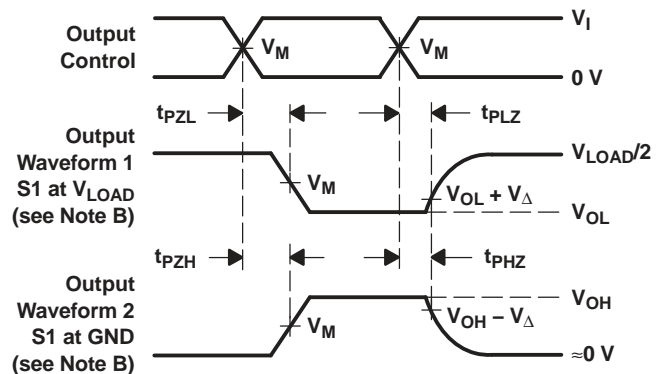 Output
Control
V_M
V_M
V_I
0 V
t_PZL
t_PLZ
Output
Waveform 1
S1 at V_LOAD
(see Note B)
V_M
V_LOAD/2
V_OL + V_Δ
V_OL
t_PZH
t_PHZ
Output
Waveform 2
S1 at GND
(see Note B)
V_M
V_OH
V_OH − V_Δ
≈0 V